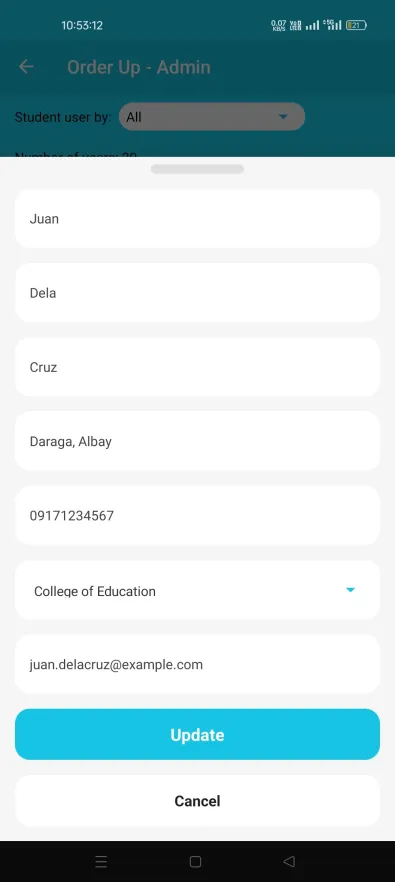 10:53:12
0.07 KB/S
5G
21
Order Up - Admin
Student user by:
All
Number of users: 20
Juan
Dela
Cruz
Daraga, Albay
09171234567
College of Education
juan.delacruz@example.com
Update
Cancel